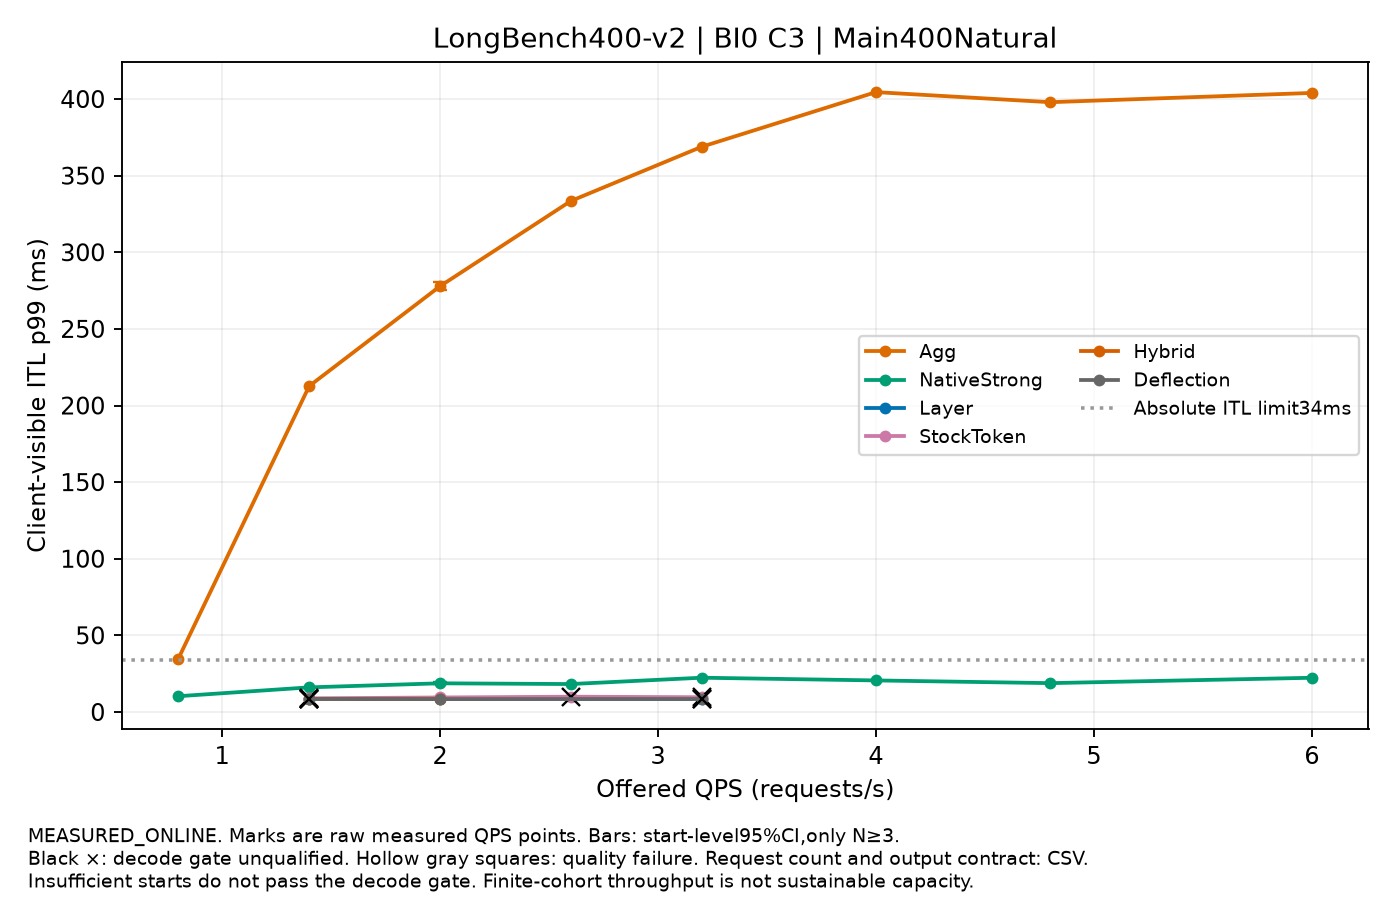 LongBench400-v2 | BI0 C3 | Main400Natural
Client-visible ITL p99 (ms)
400
350
300
250
200
150
100
50
0
Agg
NativeStrong
Layer
StockToken
Hybrid
Deflection
Absolute ITL limit34ms
1 2 3 4 5 6
Offered QPS (requests/s)
MEASURED_ONLINE. Marks are raw measured QPS points. Bars: start-level95%CI,only N≥3.
Black ×: decode gate unqualified. Hollow gray squares: quality failure. Request count and output contract: CSV.
Insufficient starts do not pass the decode gate. Finite-cohort throughput is not sustainable capacity.